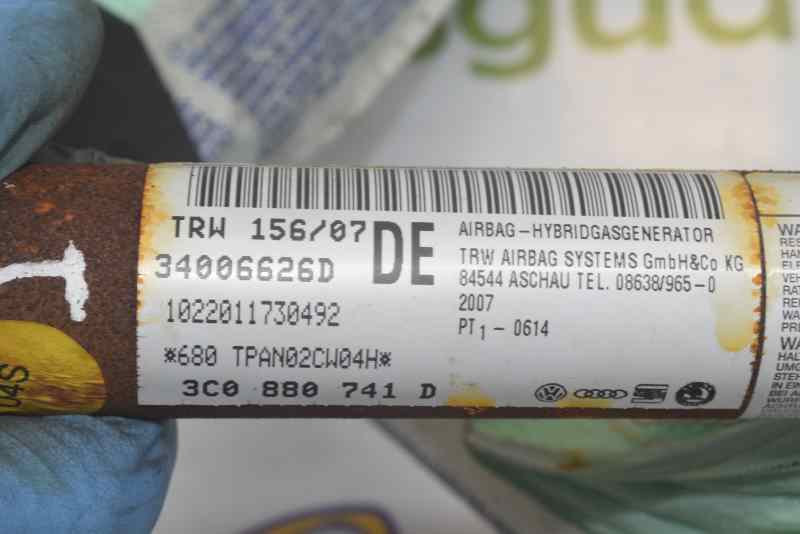 TRW 156/07
34006626D
DE
1022011730492
*680 TPAN02CW04H*
3C0 880 741 D
AIRBAG-HYBRIDGASGENERATOR
TRW AIRBAG SYSTEMS GmbH&Co KG
84544 ASCHAU TEL. 08638/965-0
2007
PT1 - 0614
04S